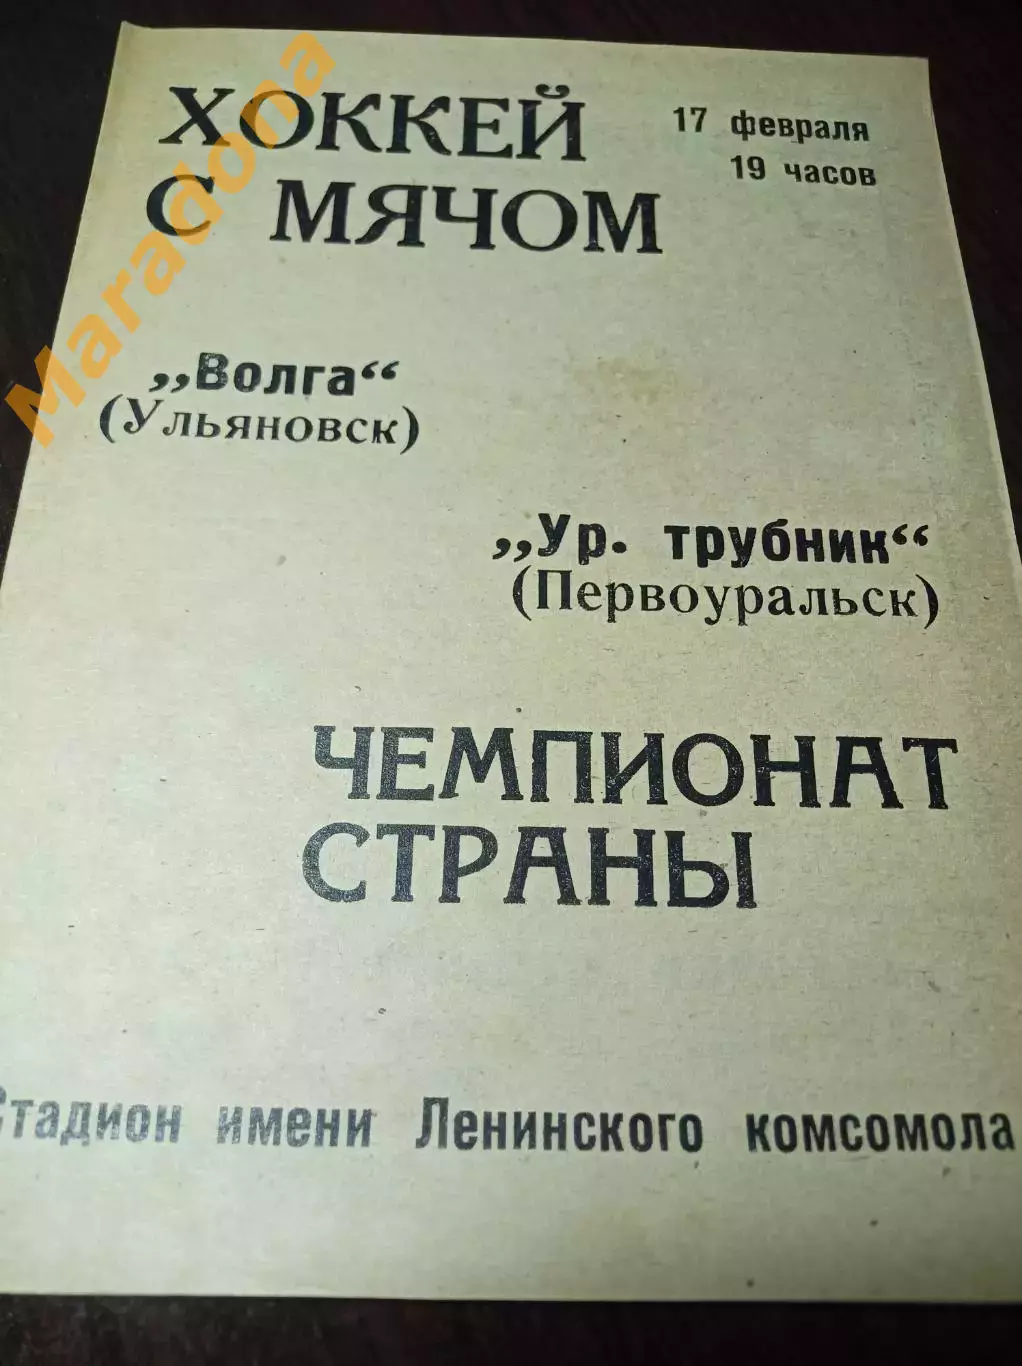 ХОККЕЙ
С МЯЧОМ
17 февраля
19 часов
„Волга“
(Ульяновск)
„Ур. трубник“
(Первоуральск)
ЧЕМПИОНАТ
СТРАНЫ
Стадион имени Ленинского комсомола
Maradona